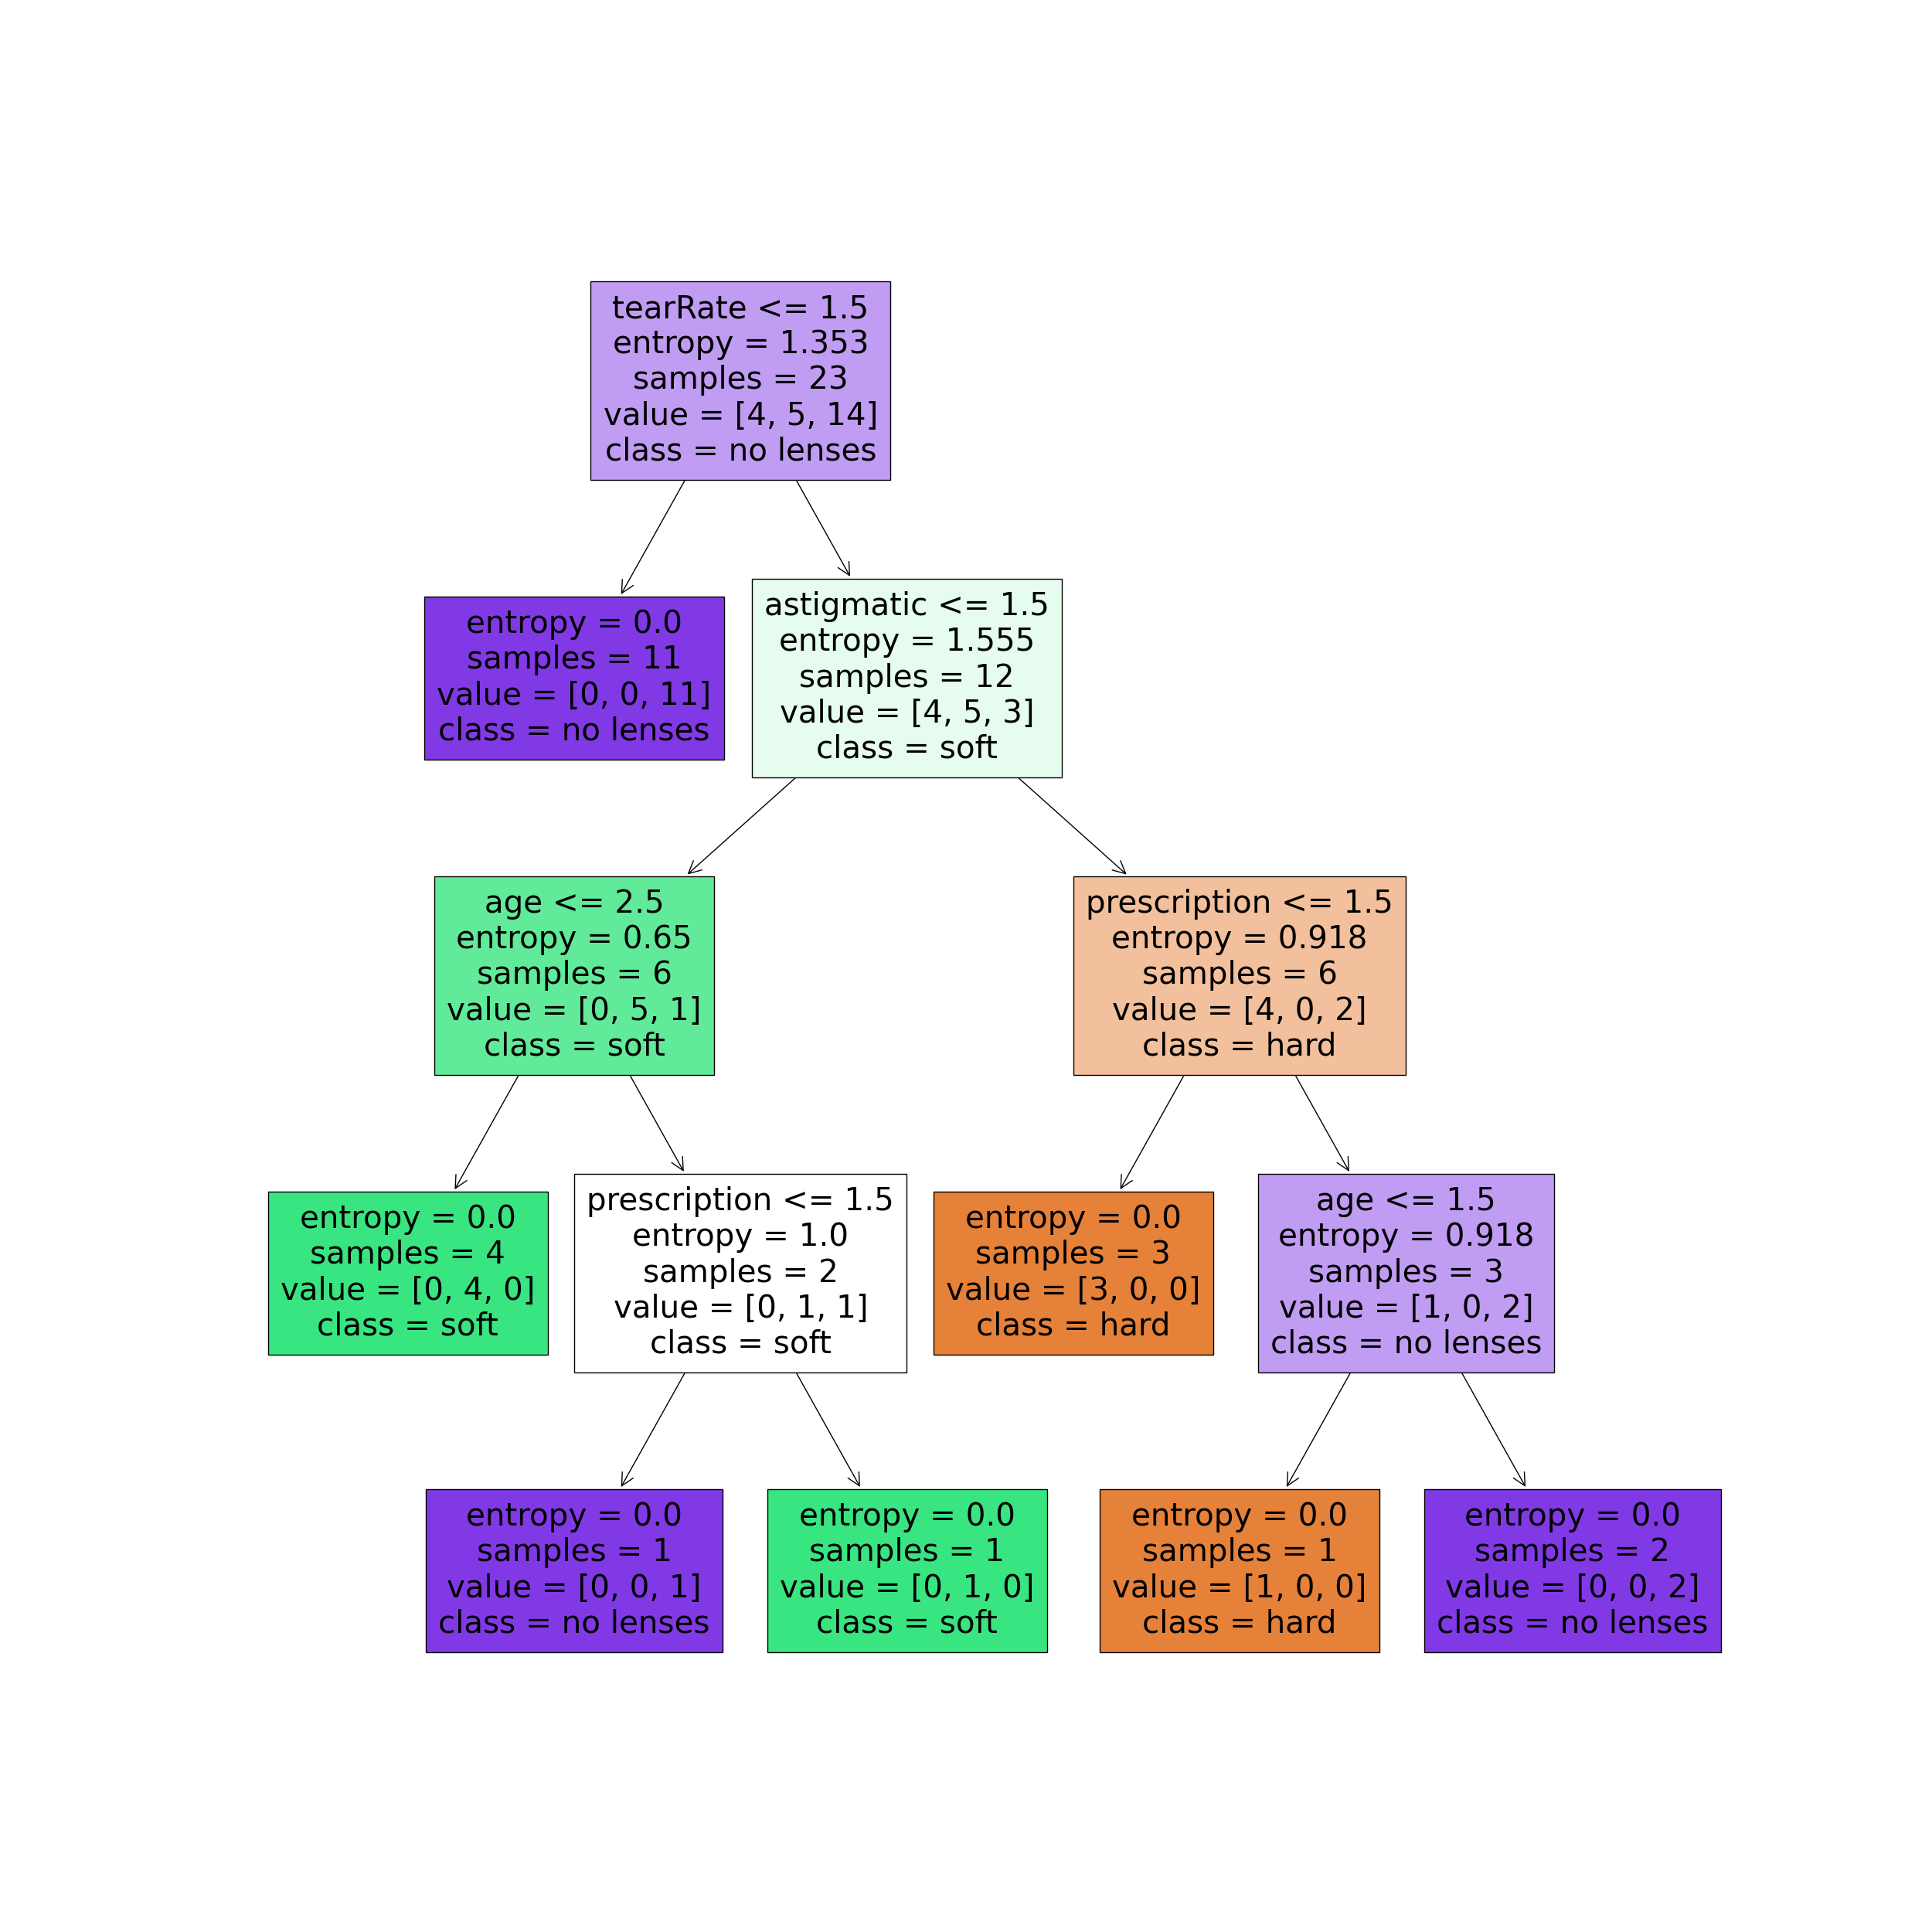 tearRate <= 1.5
entropy = 1.353
samples = 23
value = [4, 5, 14]
class = no lenses
entropy = 0.0
samples = 11
value = [0, 0, 11]
class = no lenses
astigmatic <= 1.5
entropy = 1.555
samples = 12
value = [4, 5, 3]
class = soft
age <= 2.5
entropy = 0.65
samples = 6
value = [0, 5, 1]
class = soft
prescription <= 1.5
entropy = 0.918
samples = 6
value = [4, 0, 2]
class = hard
entropy = 0.0
samples = 4
value = [0, 4, 0]
class = soft
prescription <= 1.5
entropy = 1.0
samples = 2
value = [0, 1, 1]
class = soft
entropy = 0.0
samples = 3
value = [3, 0, 0]
class = hard
age <= 1.5
entropy = 0.918
samples = 3
value = [1, 0, 2]
class = no lenses
entropy = 0.0
samples = 1
value = [0, 0, 1]
class = no lenses
entropy = 0.0
samples = 1
value = [0, 1, 0]
class = soft
entropy = 0.0
samples = 1
value = [1, 0, 0]
class = hard
entropy = 0.0
samples = 2
value = [0, 0, 2]
class = no lenses